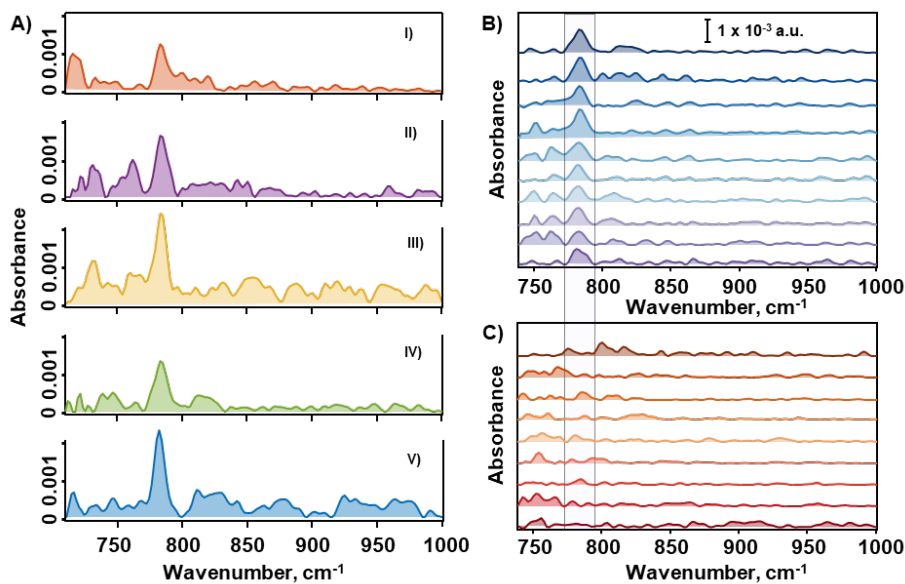 A)
I)
0 0.001
II)
0 0.001
III)
0 0.001
IV)
0 0.001
V)
0 0.001
Absorbance
750 800 850 900 950 1000
Wavenumber, cm-1
B)
1 x 10-3 a.u.
Absorbance
750 800 850 900 950 1000
Wavenumber, cm-1
C)
Absorbance
750 800 850 900 950 1000
Wavenumber, cm-1